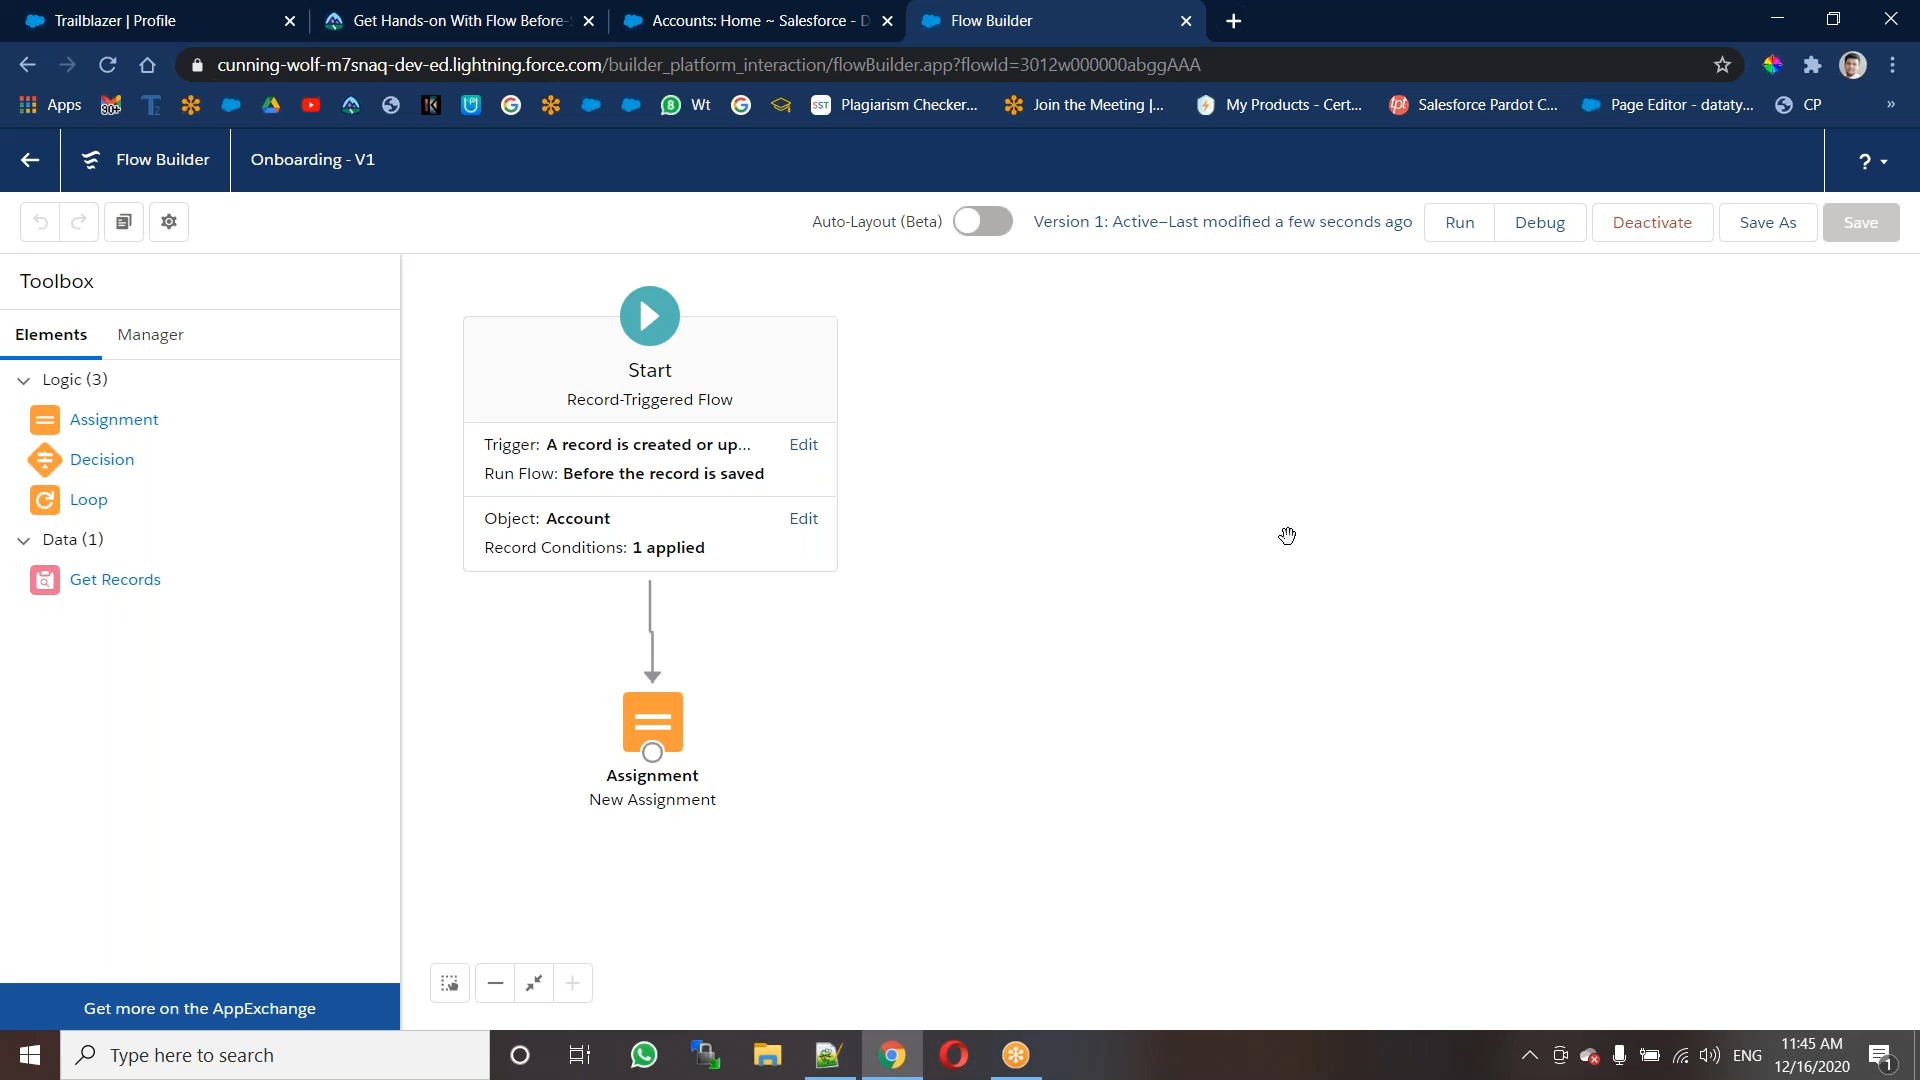 Trailblazer | Profile
Get Hands-on With Flow Before-
Accounts: Home ~ Salesforce - D
Flow Builder
cunning-wolf-m7snaq-dev-ed.lightning.force.com/builder_platform_interaction/flowBuilder.app?flowId=3012w000000abggAAA
Apps
Wt
Plagiarism Checker...
Join the Meeting |...
My Products - Cert...
Salesforce Pardot C...
Page Editor - dataty...
CP
»
Flow Builder
Onboarding - V1
?
Auto-Layout (Beta)
Version 1: Active—Last modified a few seconds ago
Run
Debug
Deactivate
Save As
Save
Toolbox
Elements
Manager
Logic (3)
Assignment
Decision
Loop
Data (1)
Get Records
Get more on the AppExchange
Start
Record-Triggered Flow
Trigger: A record is created or up...
Edit
Run Flow: Before the record is saved
Object: Account
Edit
Record Conditions: 1 applied
Assignment
New Assignment
Type here to search
ENG
11:45 AM
12/16/2020
1